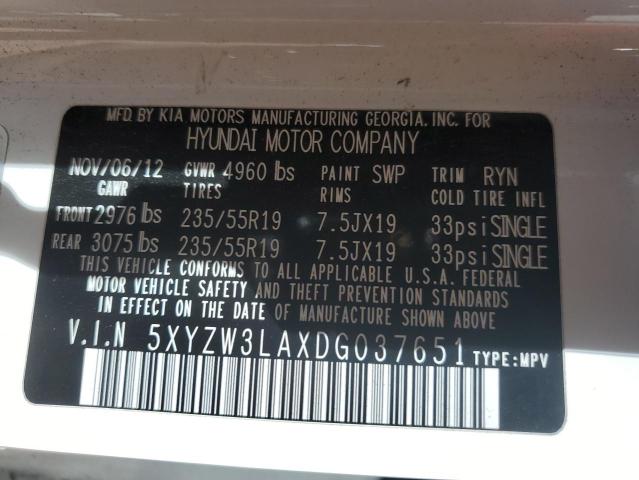 MFD. BY KIA MOTORS MANUFACTURING GEORGIA. INC. FOR
HYUNDAI MOTOR COMPANY
NOV/06/12 GVWR 4960 lbs PAINT SWP TRIM RYN
GAWR TIRES RIMS COLD TIRE INFL
FRONT 2976 lbs 235/55R19 7.5JX19 33psi SINGLE
REAR 3075 lbs 235/55R19 7.5JX19 33psi SINGLE
THIS VEHICLE CONFORMS TO ALL APPLICABLE U.S.A. FEDERAL
MOTOR VEHICLE SAFETY AND THEFT PREVENTION STANDARDS
IN EFFECT ON THE DATE OF MANUFACTURE SHOWN ABOVE
V.I.N 5XYZW3LAXDG037651 TYPE:MPV